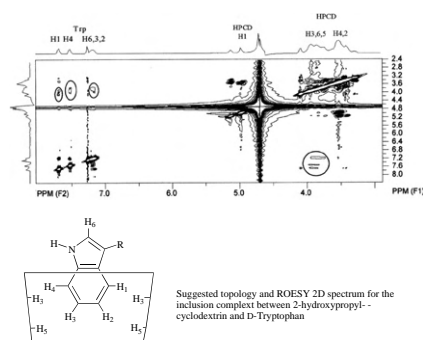 Trp
HPCD
HPCD
H1 H4 H6,3,2
H1
H3,6,5 H4,2
2.4
2.8
3.2
3.6
4.0
4.4
4.8
5.2
5.6
6.0
6.4
6.8
7.2
7.6
8.0
PPM (F2) 7.0 6.0 5.0 4.0 PPM (F1)
H6
H-N R
H4 H1
H3 H3
H3 H2
H5 H5
Suggested topology and ROESY 2D spectrum for the
inclusion complext between 2-hydroxypropyl- -
cyclodextrin and D-Tryptophan